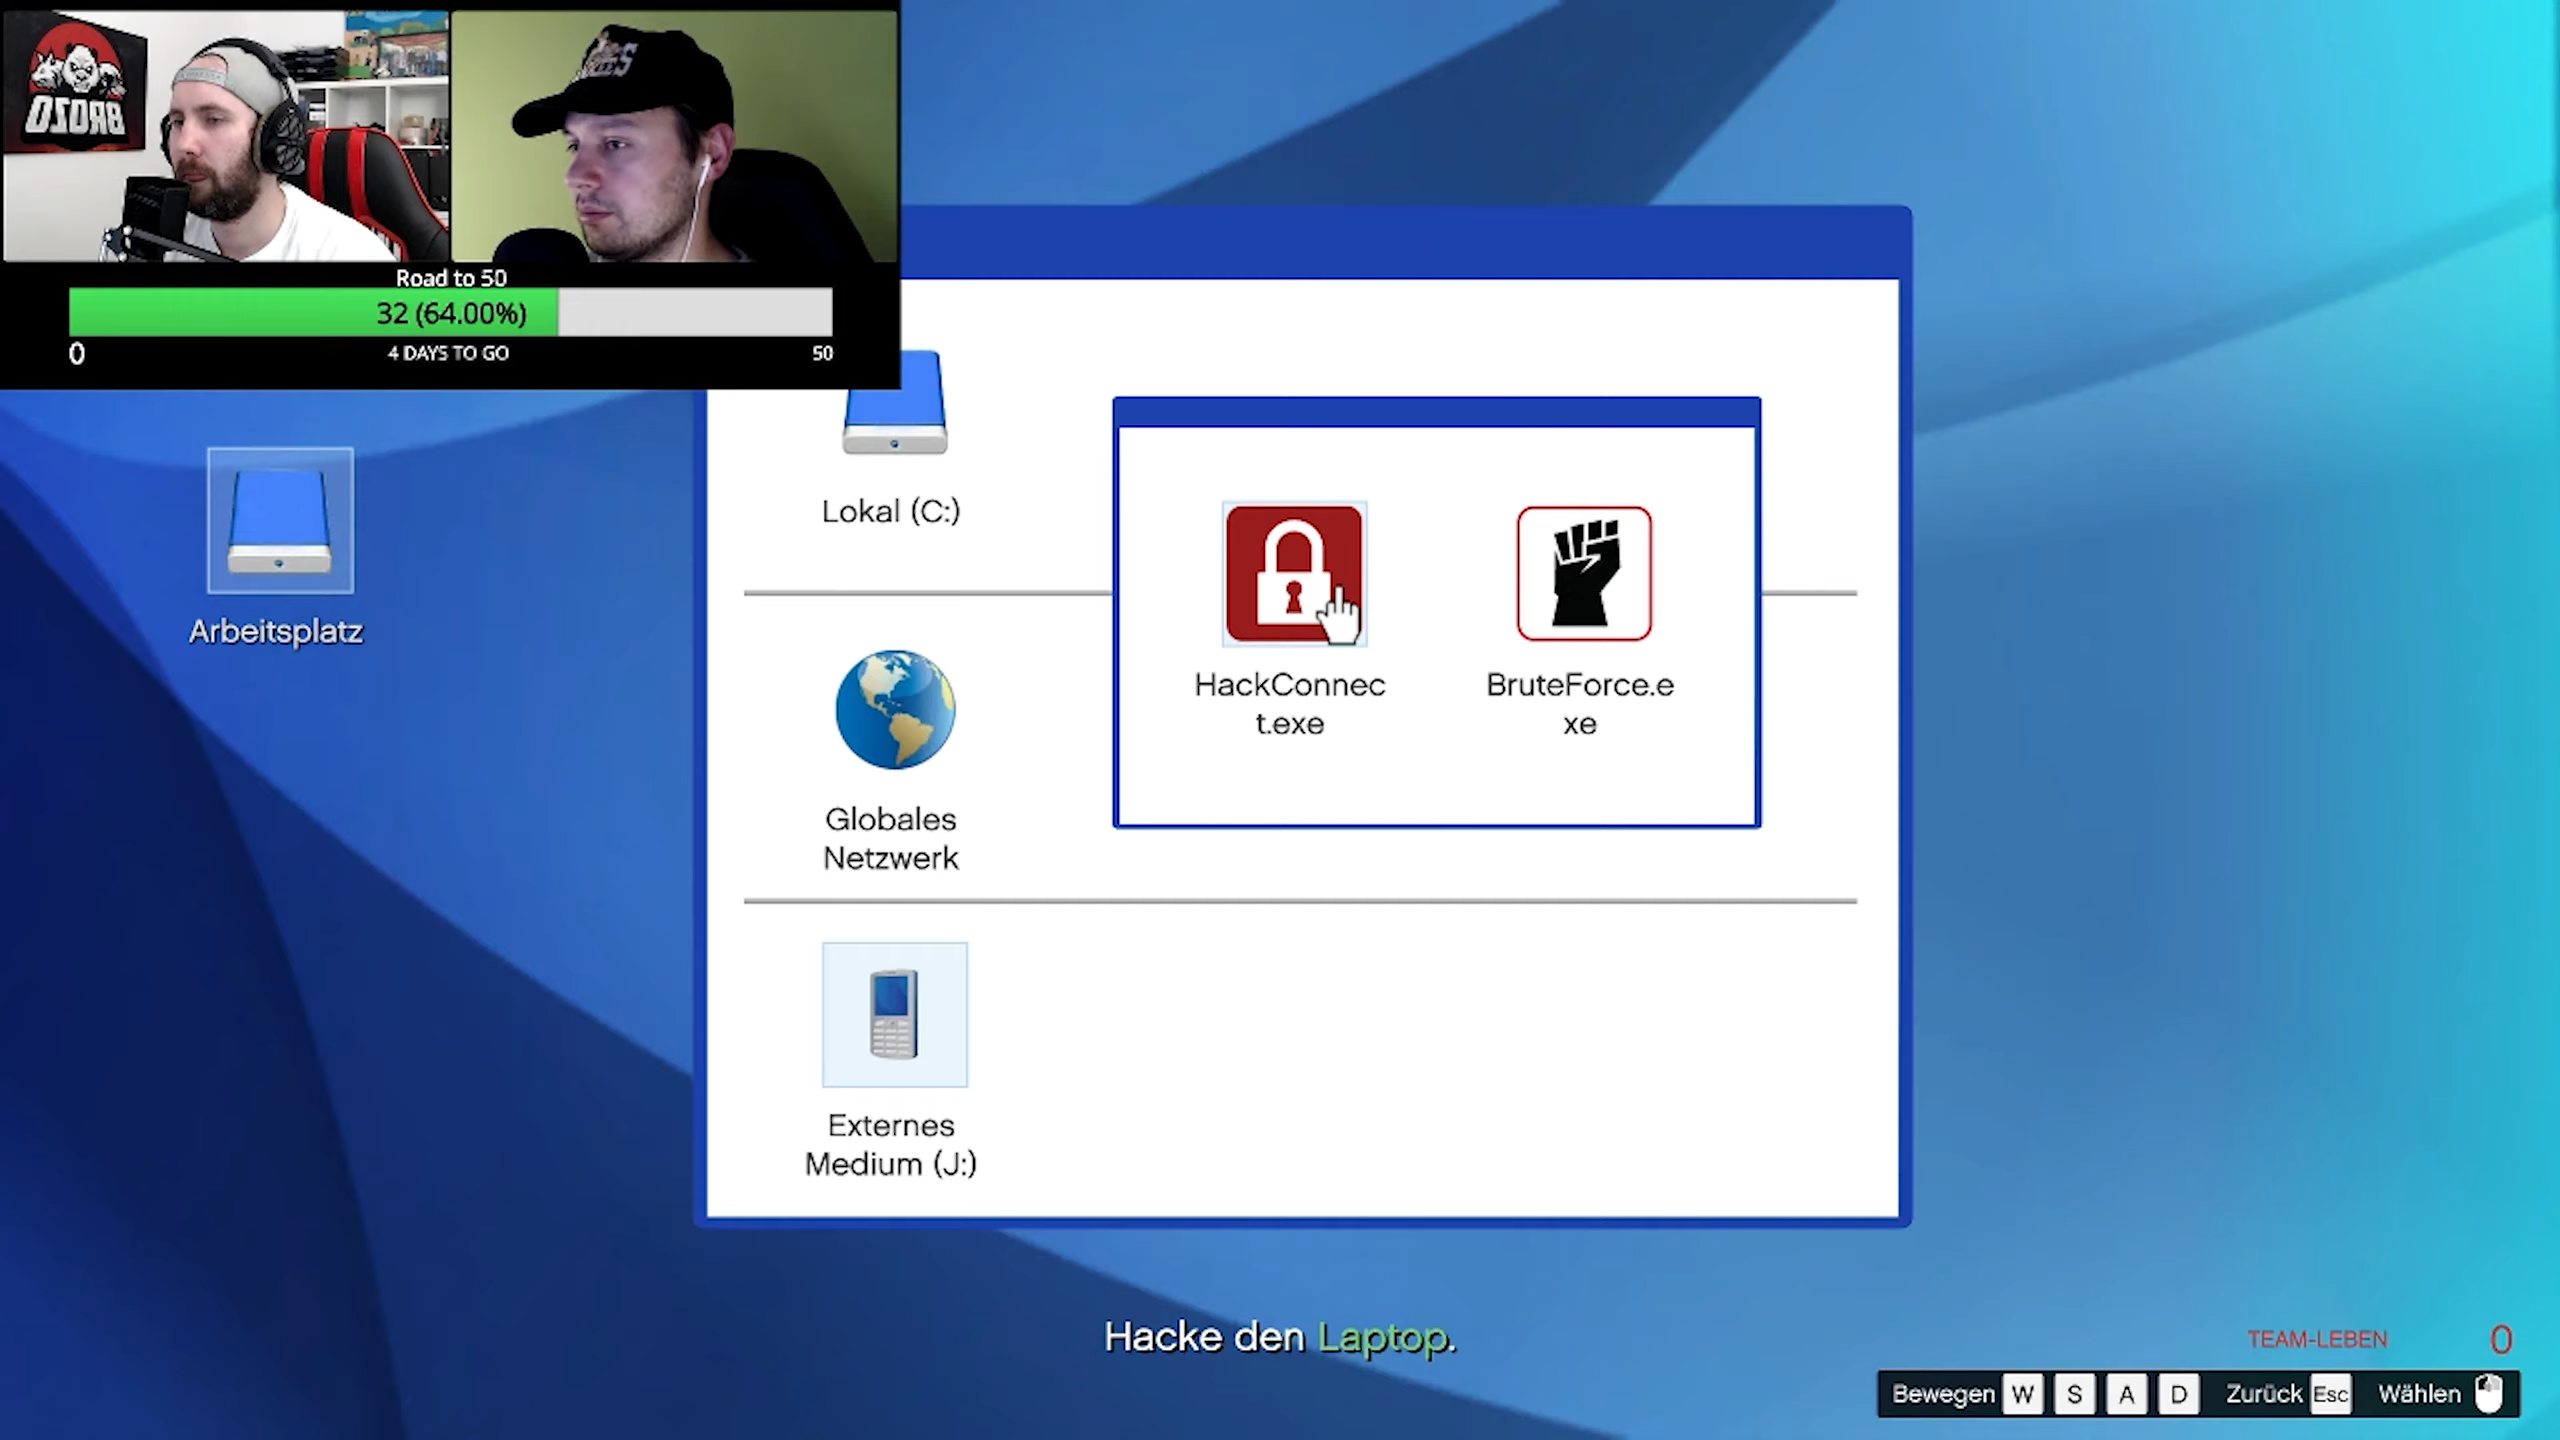 BROZO
Road to 50
32 (64.00%)
0
4 DAYS TO GO
50
Lokal (C:)
Arbeitsplatz
HackConnec
t.exe
BruteForce.e
xe
Globales
Netzwerk
Externes
Medium (J:)
Hacke den Laptop.
TEAM-LEBEN 0
Bewegen W S A D Zurück Esc Wählen